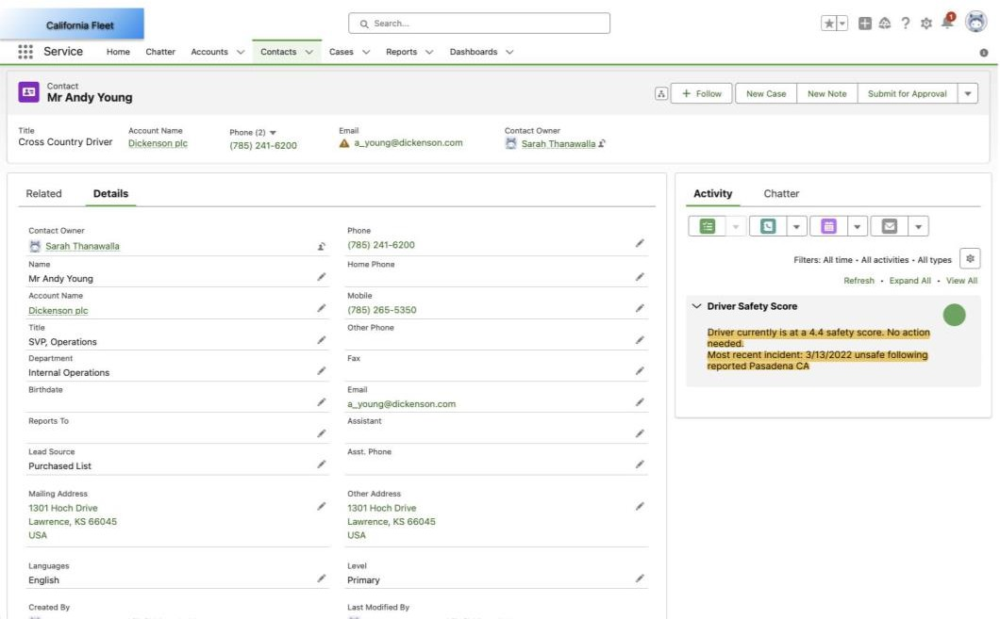 California Fleet
Search...
1
Service
Home
Chatter
Accounts
Contacts
Cases
Reports
Dashboards
Contact
Mr Andy Young
+ Follow
New Case
New Note
Submit for Approval
Title
Cross Country Driver
Account Name
Dickenson plc
Phone (2)
(785) 241-6200
Email
a_young@dickenson.com
Contact Owner
Sarah Thanawalla
Related
Details
Contact Owner
Sarah Thanawalla
Name
Mr Andy Young
Account Name
Dickenson plc
Title
SVP, Operations
Department
Internal Operations
Birthdate
Reports To
Lead Source
Purchased List
Mailing Address
1301 Hoch Drive
Lawrence, KS 66045
USA
Languages
English
Created By
Phone
(785) 241-6200
Home Phone
Mobile
(785) 265-5350
Other Phone
Fax
Email
a_young@dickenson.com
Assistant
Asst. Phone
Other Address
1301 Hoch Drive
Lawrence, KS 66045
USA
Level
Primary
Last Modified By
Activity
Chatter
Filters: All time • All activities • All types
Refresh • Expand All • View All
Driver Safety Score
Driver currently is at a 4.4 safety score. No action
needed.
Most recent incident: 3/13/2022 unsafe following
reported Pasadena CA